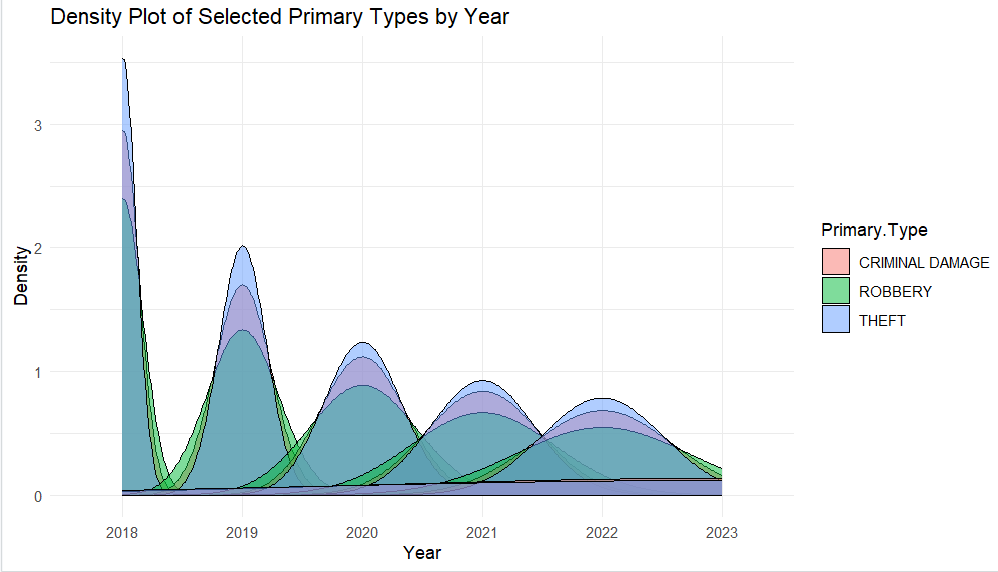 Density Plot of Selected Primary Types by Year
3
2
1
0
Density
2018 2019 2020 2021 2022 2023
Year
Primary.Type
CRIMINAL DAMAGE
ROBBERY
THEFT